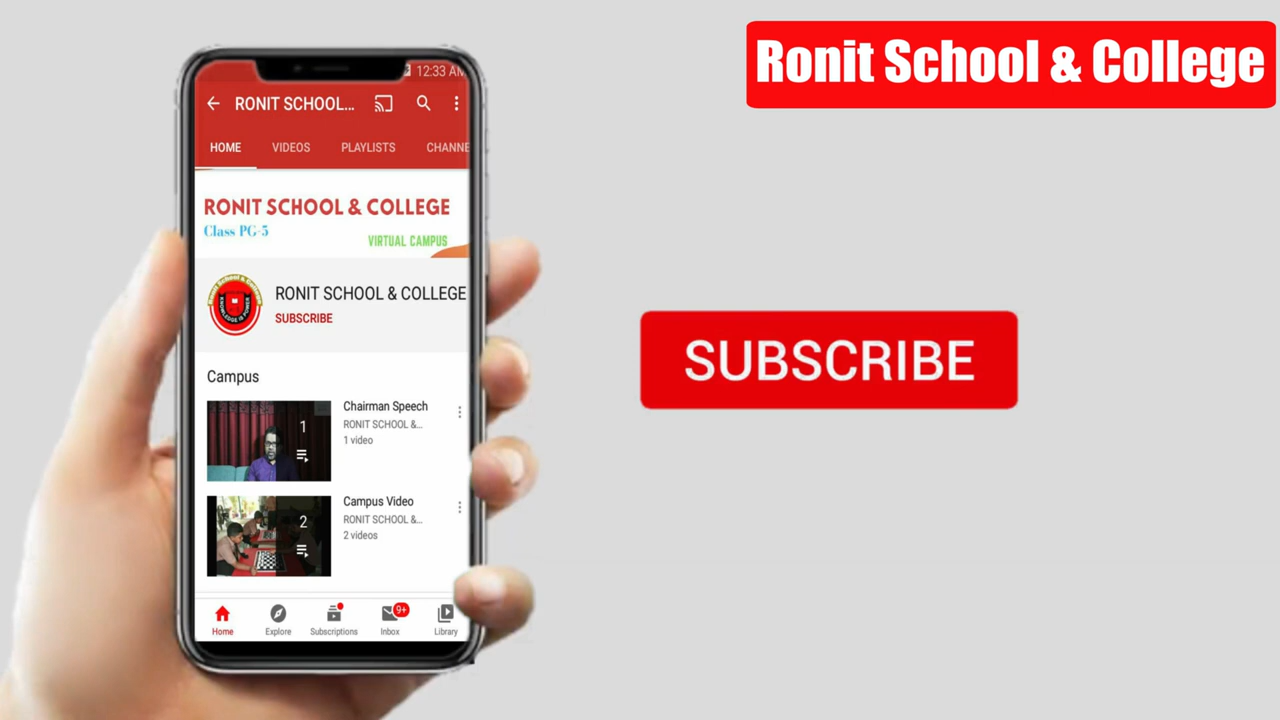 Ronit School & College
12:33 AM
RONIT SCHOOL...
HOME VIDEOS PLAYLISTS CHANNE
RONIT SCHOOL & COLLEGE
Class PG-5
VIRTUAL CAMPUS
RONIT SCHOOL & COLLEGE
SUBSCRIBE
SUBSCRIBE
Campus
1
Chairman Speech
RONIT SCHOOL &...
1 video
2
Campus Video
RONIT SCHOOL &...
2 videos
9+
Home Explore Subscriptions Inbox Library